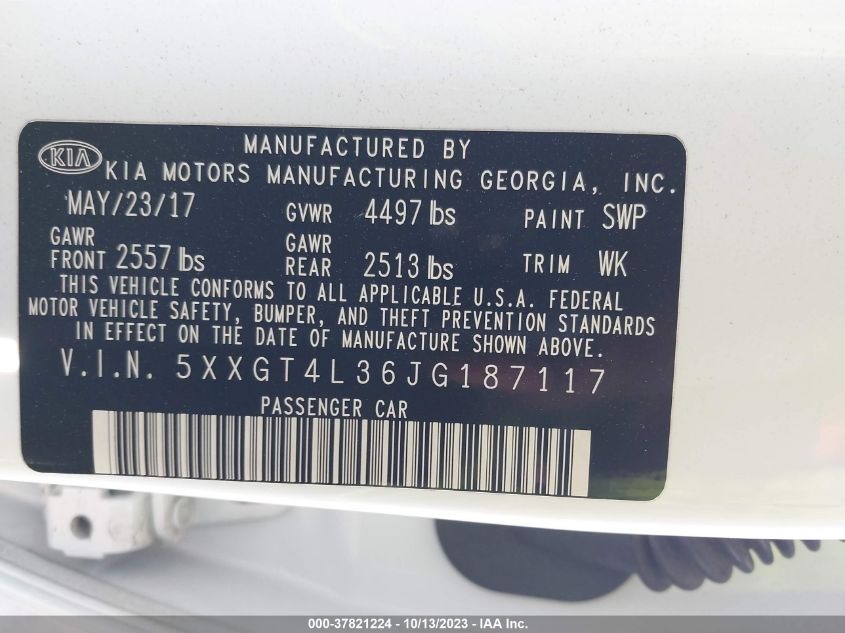 MANUFACTURED BY
KIA KIA MOTORS MANUFACTURING GEORGIA, INC.
MAY/23/17 GVWR 4497 lbs PAINT SWP
GAWR FRONT 2557 lbs GAWR REAR 2513 lbs TRIM WK
THIS VEHICLE CONFORMS TO ALL APPLICABLE U.S.A. FEDERAL
MOTOR VEHICLE SAFETY, BUMPER, AND THEFT PREVENTION STANDARDS
IN EFFECT ON THE DATE OF MANUFACTURE SHOWN ABOVE.
V.I.N. 5XXGT4L36JG187117
PASSENGER CAR
000-37821224 - 10/13/2023 - IAA Inc.